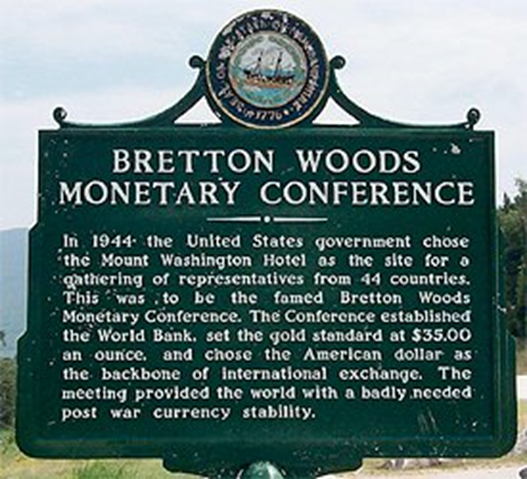 1776
BRETTON WOODS
MONETARY CONFERENCE
In 1944 the United States government chose
the Mount Washington Hotel as the site for a
gathering of representatives from 44 countries.
This was to be the famed Bretton Woods
Monetary Conference. The Conference established
the World Bank, set the gold standard at $35.00
an ounce, and chose the American dollar as
the backbone of international exchange. The
meeting provided the world with a badly needed
post war currency stability.